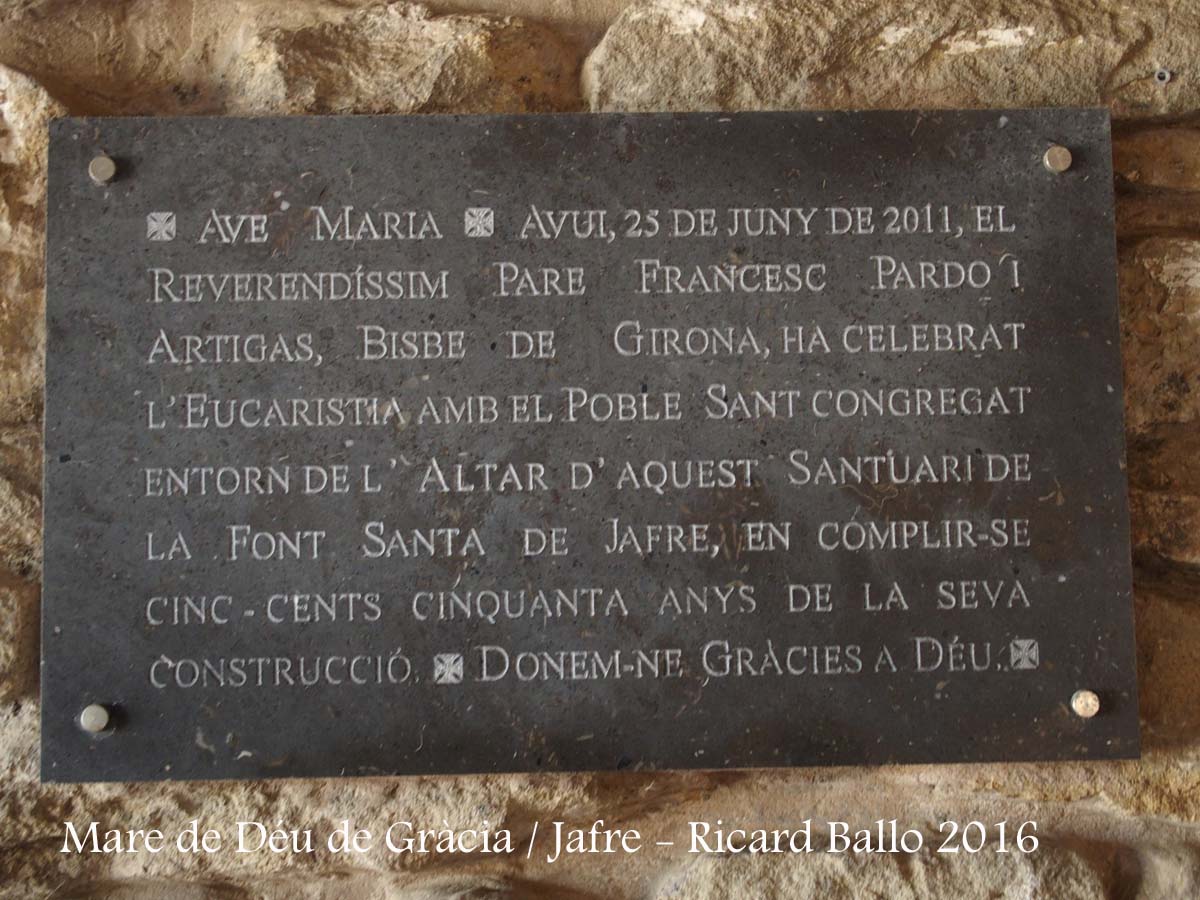 ✠ AVE MARIA ✠ AVUI, 25 DE JUNY DE 2011, EL
REVERENDÍSSIM PARE FRANCESC PARDO I
ARTIGAS, BISBE DE GIRONA, HA CELEBRAT
L'EUCARISTIA AMB EL POBLE SANT CONGREGAT
ENTORN DE L' ALTAR D' AQUEST SANTUARI DE
LA FONT SANTA DE JAFRE, EN COMPLIR-SE
CINC-CENTS CINQUANTA ANYS DE LA SEVA
CONSTRUCCIÓ. ✠ DONEM-NE GRÀCIES A DÉU. ✠
Mare de Déu de Gràcia / Jafre – Ricard Ballo 2016